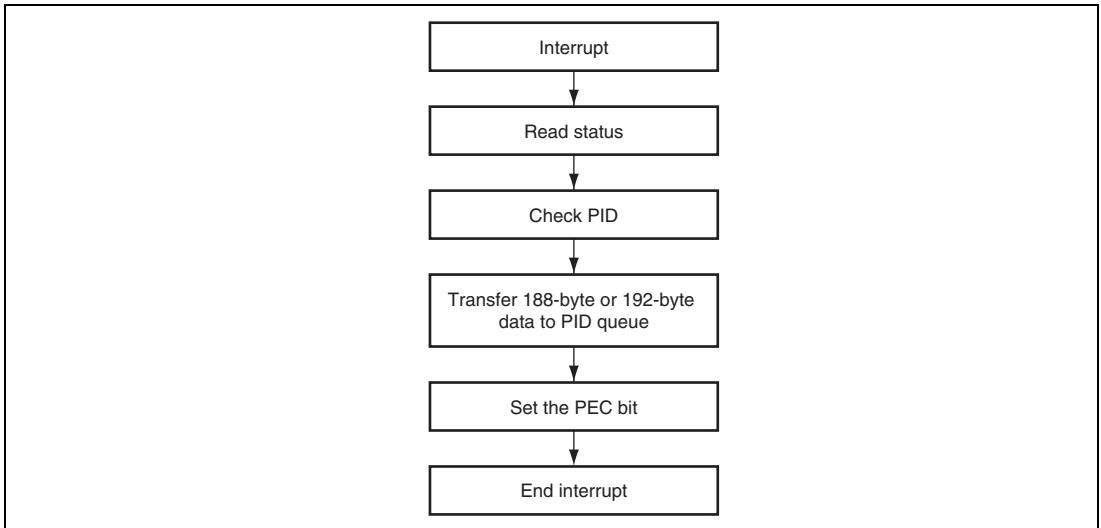 Interrupt
Read status
Check PID
Transfer 188-byte or 192-byte
data to PID queue
Set the PEC bit
End interrupt